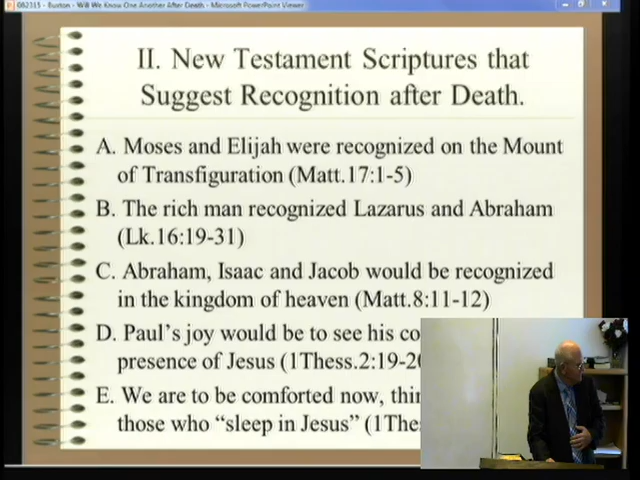 082315 - Buxton - Will We Know One Another After Death - Microsoft PowerPoint Viewer
II. New Testament Scriptures that
Suggest Recognition after Death.
A. Moses and Elijah were recognized on the Mount
of Transfiguration (Matt.17:1-5)
B. The rich man recognized Lazarus and Abraham
(Lk.16:19-31)
C. Abraham, Isaac and Jacob would be recognized
in the kingdom of heaven (Matt.8:11-12)
D. Paul's joy would be to see his
presence of Jesus (1Thess.2:19-
E. We are to be comforted now,
those who “sleep in Jesus”